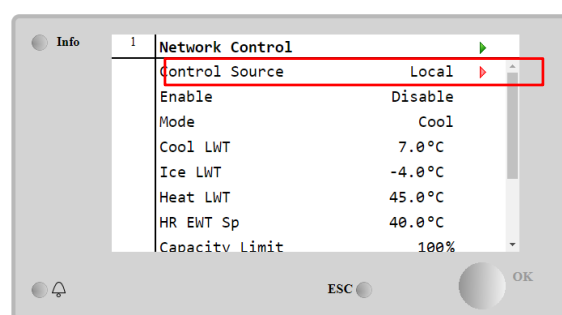 Info
1
Network Control
Control Source Local
Enable Disable
Mode Cool
Cool LWT 7.0°C
Ice LWT -4.0°C
Heat LWT 45.0°C
HR EWT Sp 40.0°C
Capacity Limit 100%
ESC
OK